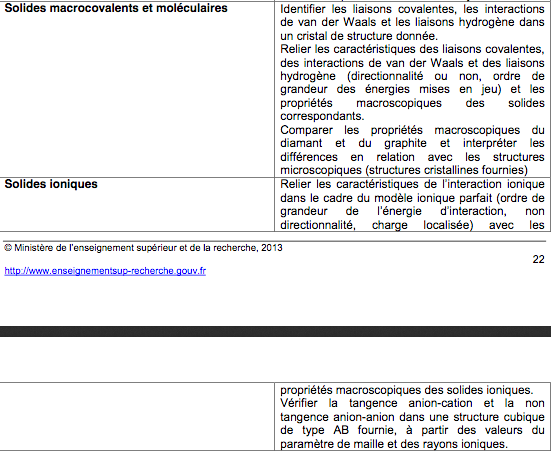 Solides macrocovalents et moléculaires
Identifier les liaisons covalentes, les interactions
de van der Waals et les liaisons hydrogène dans
un cristal de structure donnée.
Relier les caractéristiques des liaisons covalentes,
des interactions de van der Waals et des liaisons
hydrogène (directionnalité ou non, ordre de
grandeur des énergies mises en jeu) et les
propriétés macroscopiques des solides
correspondants.
Comparer les propriétés macroscopiques du
diamant et du graphite et interpréter les
différences en relation avec les structures
microscopiques (structures cristallines fournies)
Solides ioniques
Relier les caractéristiques de l'interaction ionique
dans le cadre du modèle ionique parfait (ordre de
grandeur de l'énergie d'interaction, non
directionnalité, charge localisée) avec les
© Ministère de l'enseignement supérieur et de la recherche, 2013
22
http://www.enseignementsup-recherche.gouv.fr
propriétés macroscopiques des solides ioniques.
Vérifier la tangence anion-cation et la non
tangence anion-anion dans une structure cubique
de type AB fournie, à partir des valeurs du
paramètre de maille et des rayons ioniques.